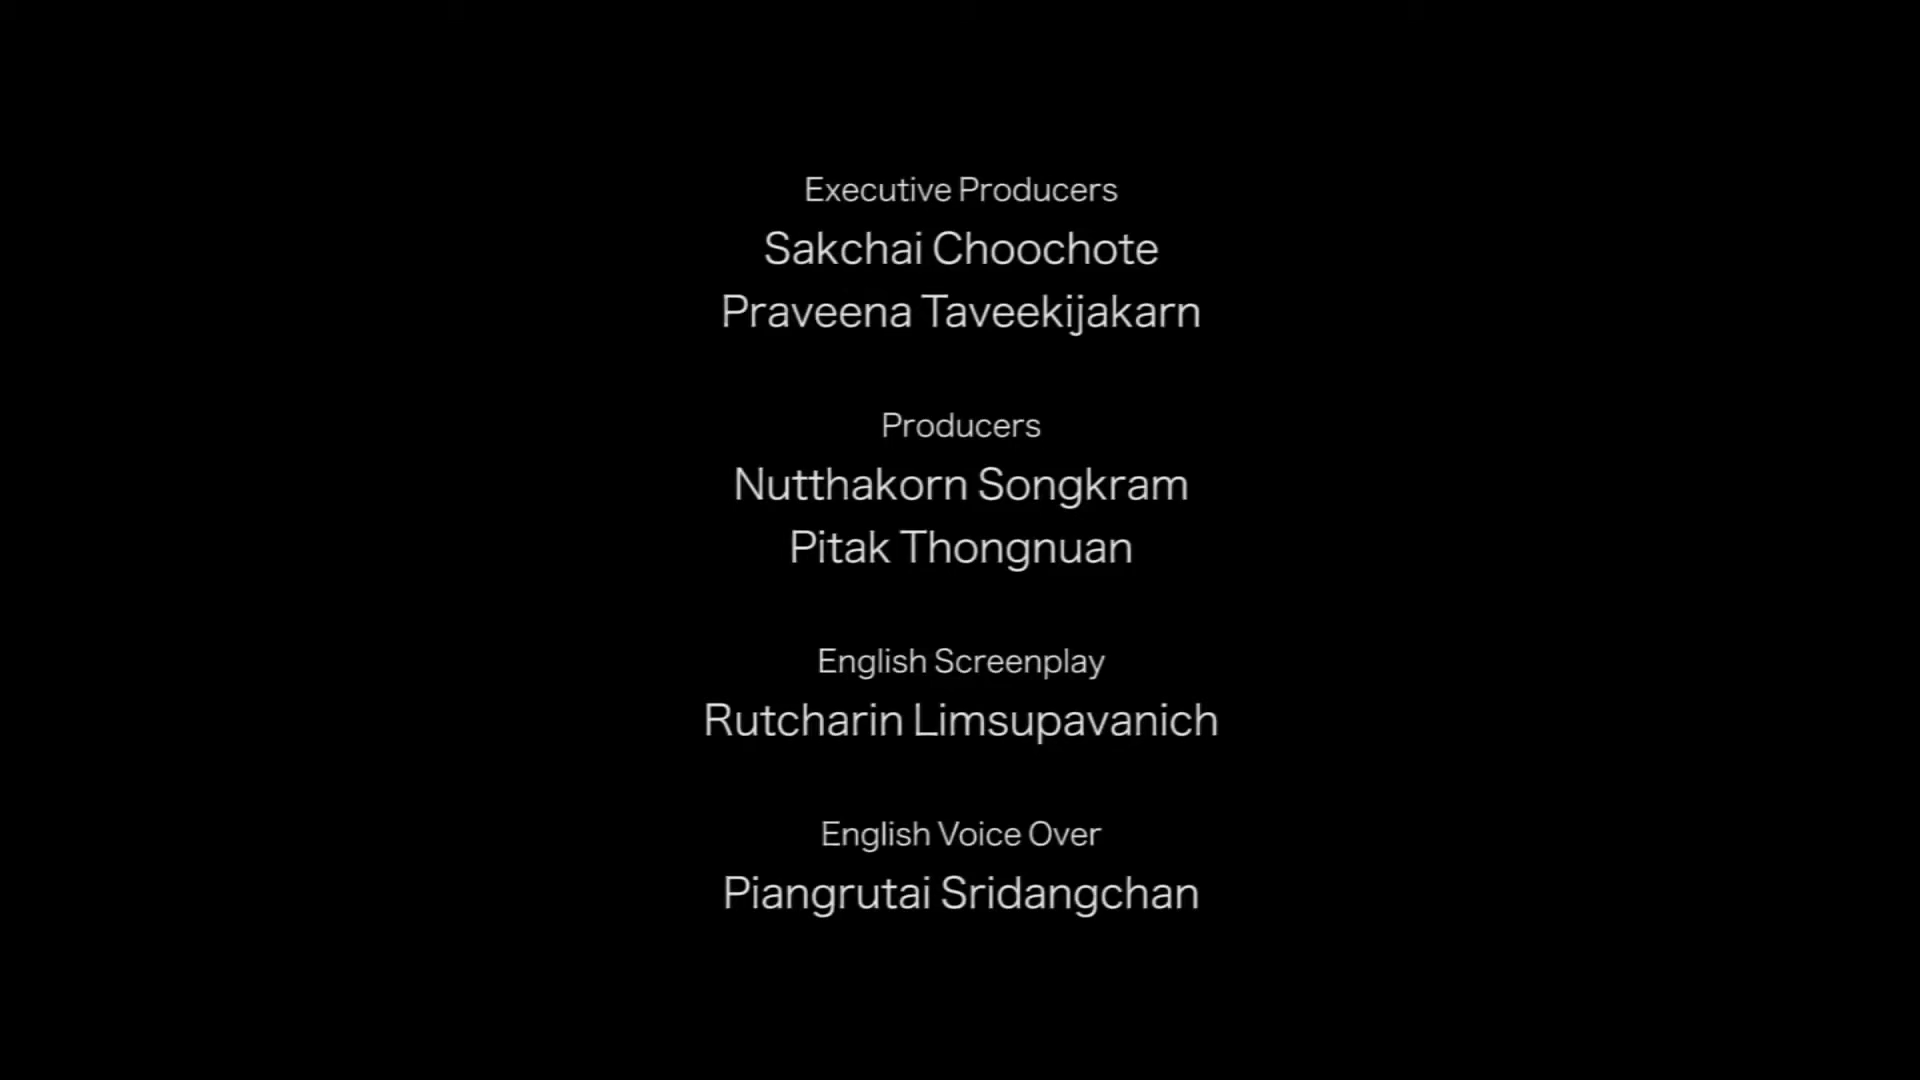 Executive Producers
Sakchai Choochote
Praveena Taveekijakarn
Producers
Nutthakorn Songkram
Pitak Thongnuan
English Screenplay
Rutcharin Limsupavanich
English Voice Over
Piangrutai Sridangchan